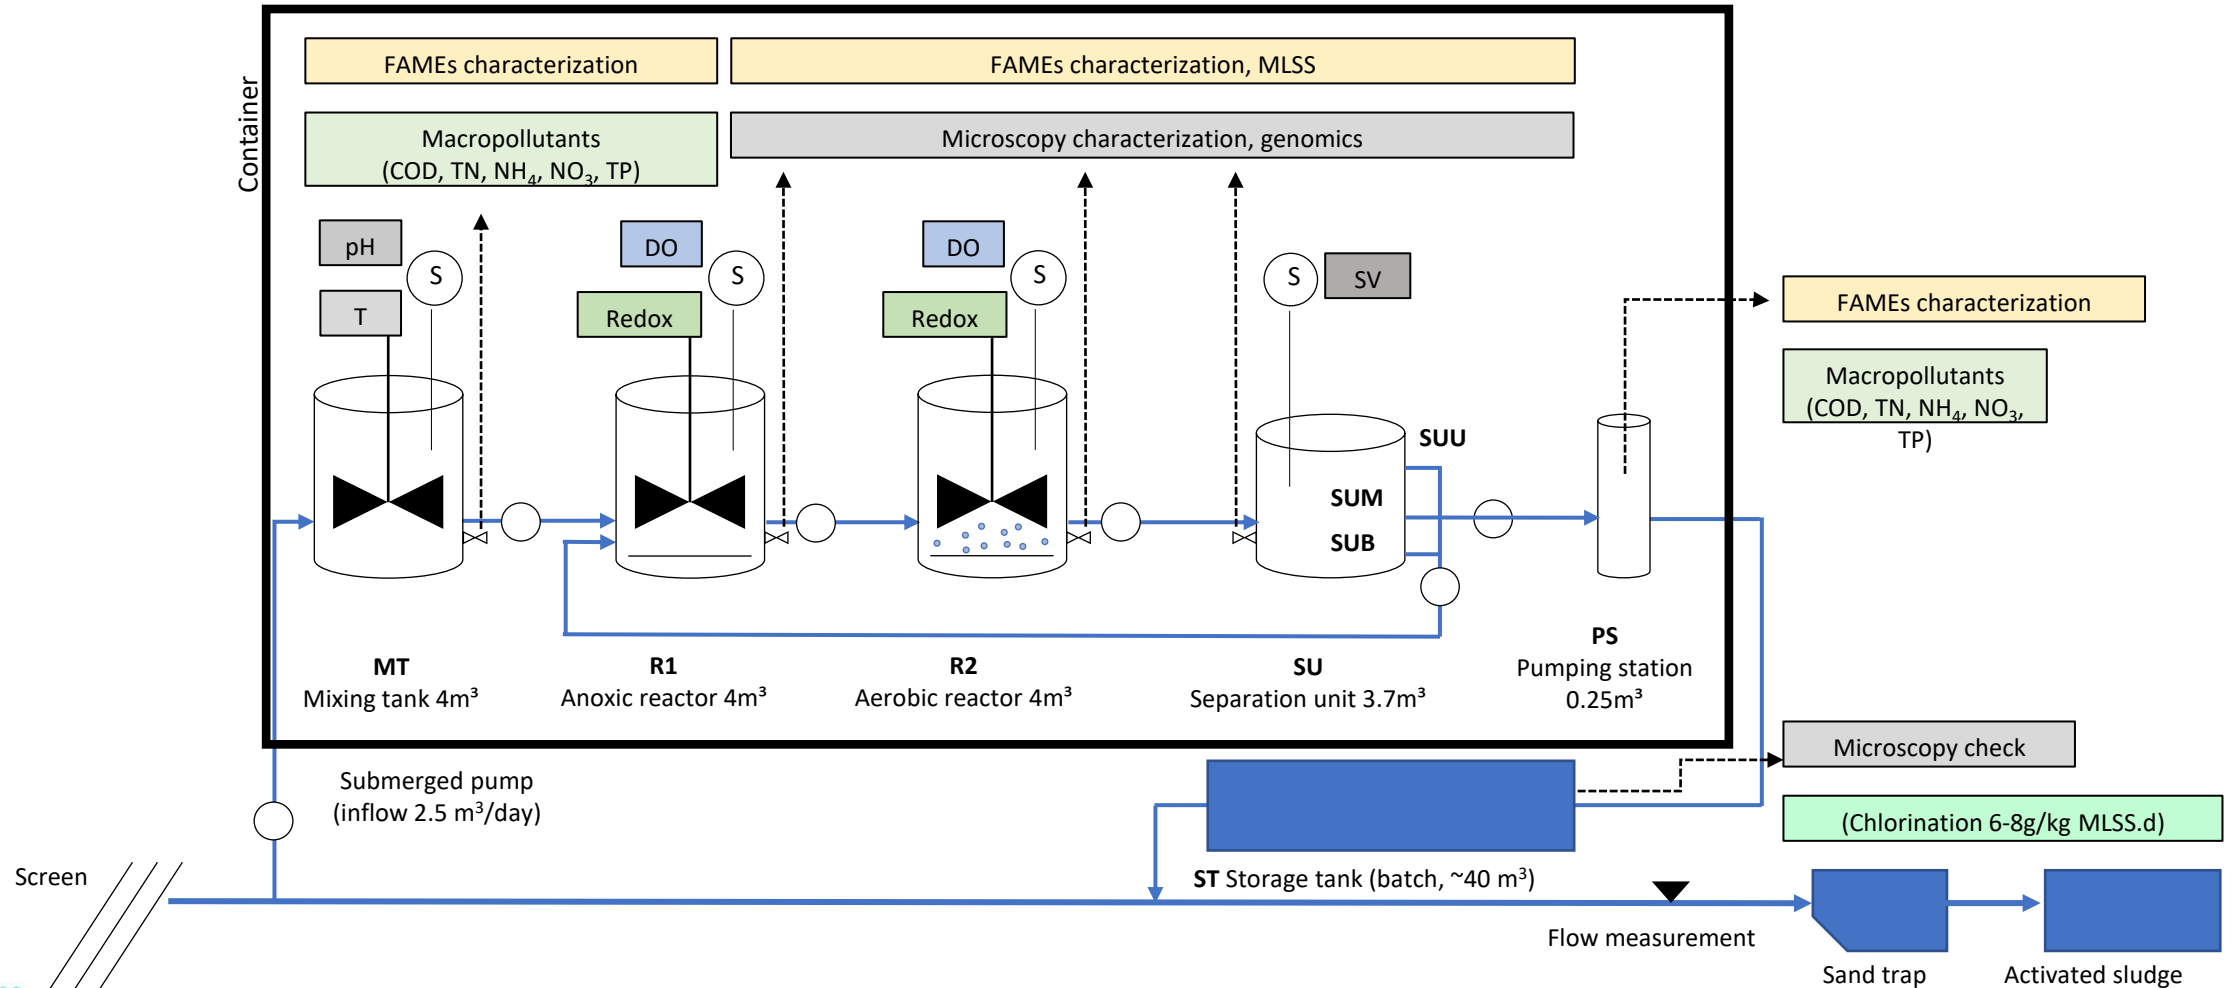 Container
FAMEs characterization
FAMEs characterization, MLSS
Macropollutants
(COD, TN, NH₄, NO₃, TP)
Microscopy characterization, genomics
pH
S
T
DO
S
Redox
DO
S
Redox
S
SV
FAMEs characterization
Macropollutants
(COD, TN, NH₄, NO₃,
TP)
SUU
SUM
SUB
MT
Mixing tank 4m³
R1
Anoxic reactor 4m³
R2
Aerobic reactor 4m³
SU
Separation unit 3.7m³
PS
Pumping station
0.25m³
Submerged pump
(inflow 2.5 m³/day)
Microscopy check
(Chlorination 6-8g/kg MLSS.d)
Screen
ST Storage tank (batch, ~40 m³)
Flow measurement
Sand trap
Activated sludge